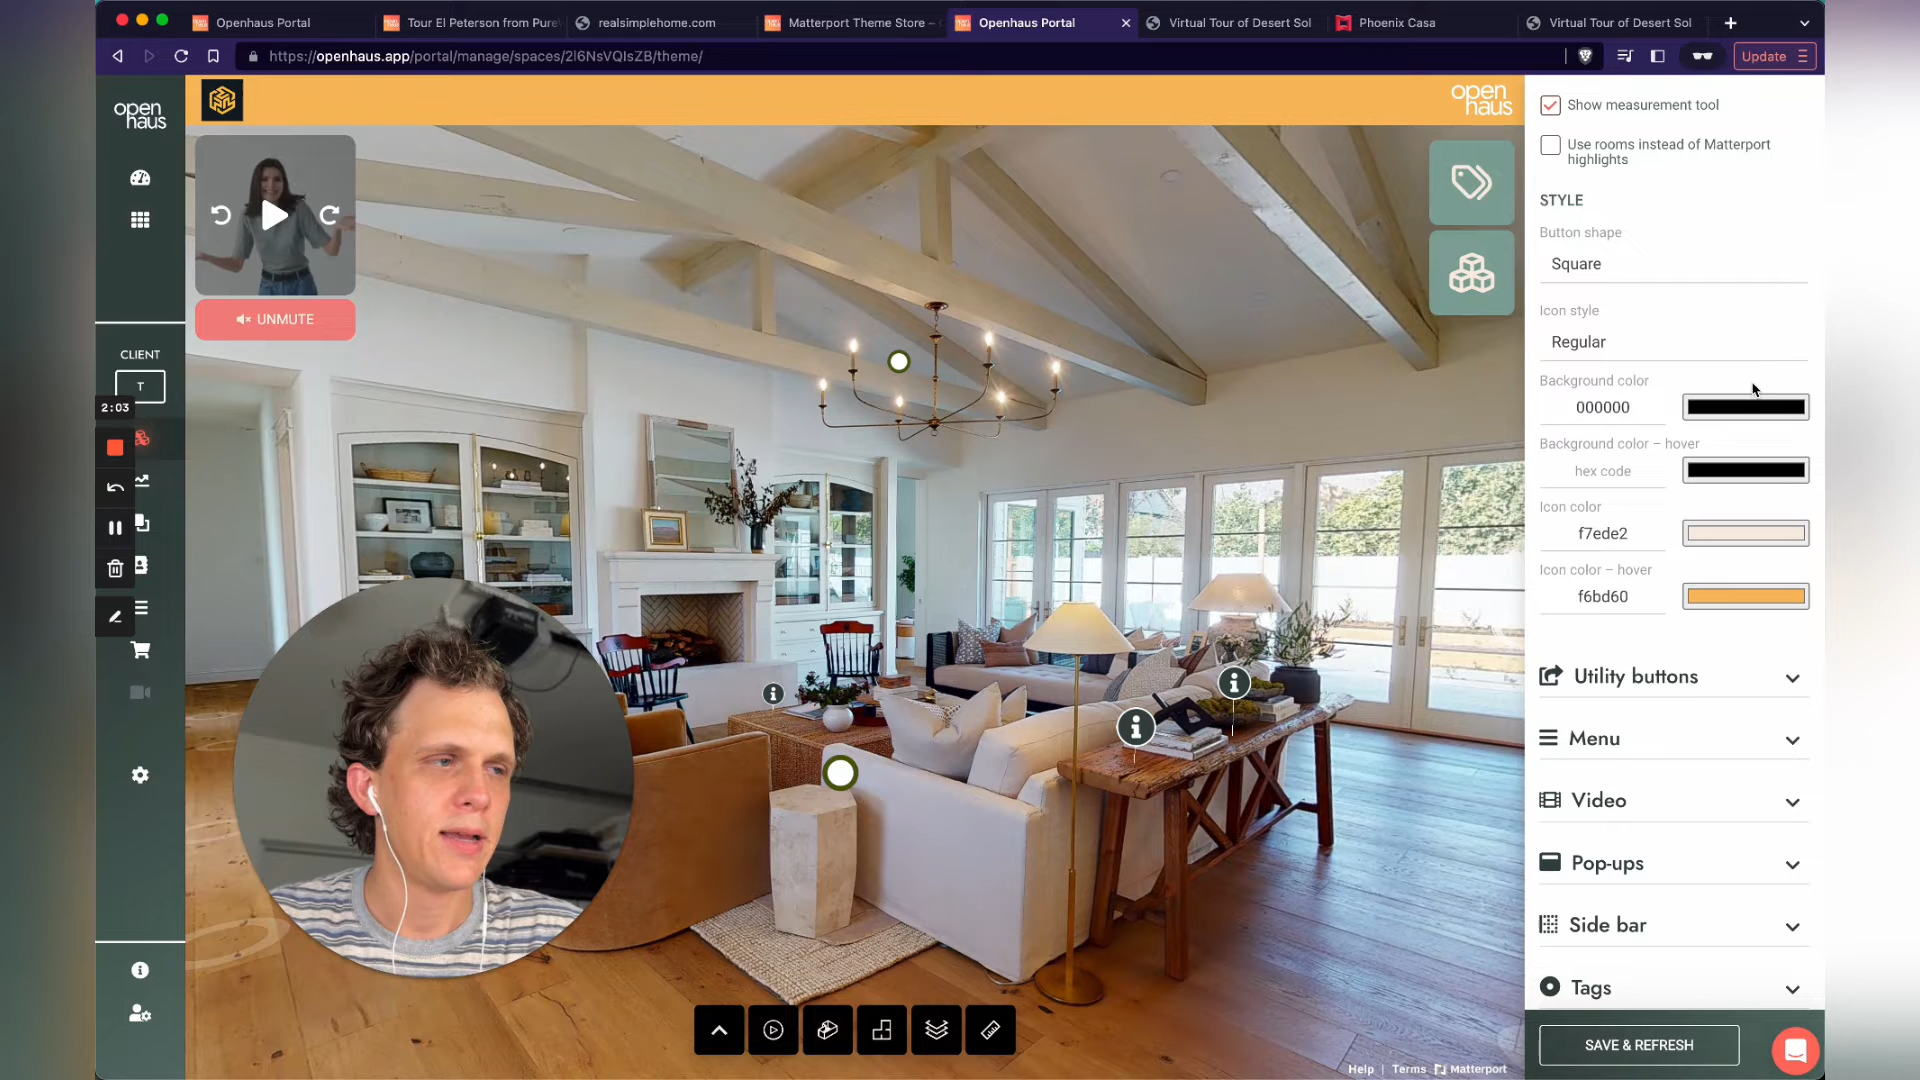 Openhaus Portal
Tour El Peterson from Pure
realsimplehome.com
Matterport Theme Store –
Openhaus Portal
Virtual Tour of Desert Sol
Phoenix Casa
Virtual Tour of Desert Sol
https://openhaus.app/portal/manage/spaces/2i6NsVQIsZB/theme/
Update
open
haus
open
haus
UNMUTE
CLIENT
T
2:03
Show measurement tool
Use rooms instead of Matterport
highlights
STYLE
Button shape
Square
Icon style
Regular
Background color
000000
Background color – hover
hex code
Icon color
f7ede2
Icon color – hover
f6bd60
Utility buttons
Menu
Video
Pop-ups
Side bar
Tags
SAVE & REFRESH
Help
Terms
Matterport